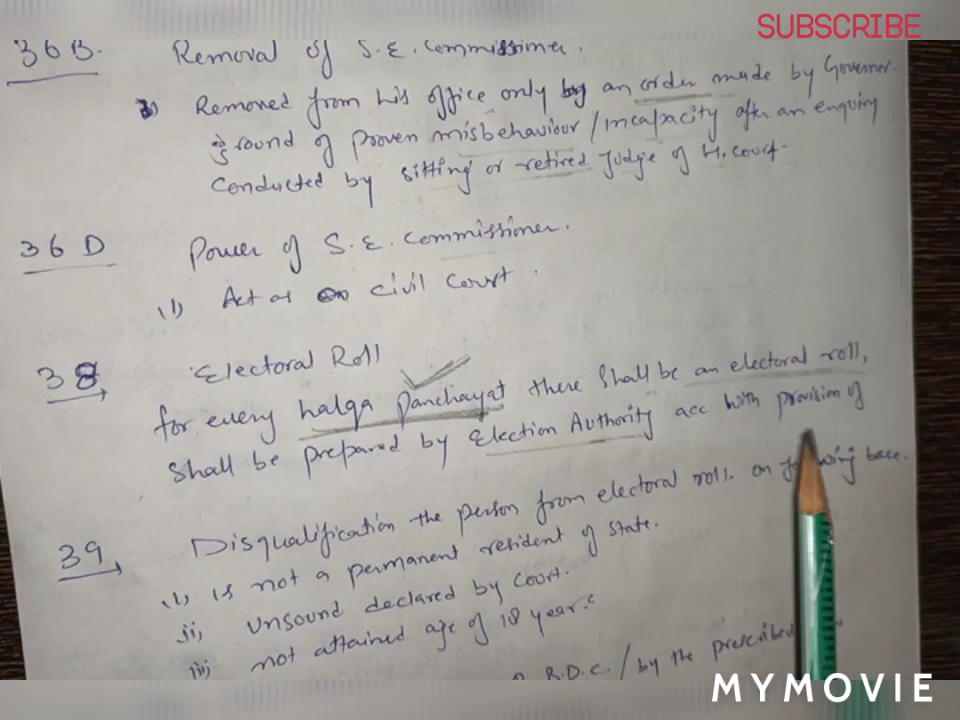 SUBSCRIBE
36B. Removal of S.E. Commissioner.
Removed from his office only by an order made by Governer.
ground of proven misbehaviour / incapacity after an enquiry
conducted by sitting or retired Judge of H. Court.
36 D Power of S.E. Commissioner.
(i) Act as civil Court.
38 Electoral Roll
for every halqa panchayat there shall be an electoral roll,
shall be prepared by Election Authority acc with provision of
39 Disqualification the person from electoral roll. on base.
(i) is not a permanent resident of state.
ii) unsound declared by court.
iii) not attained age of 18 years
B.D.C. / by the prescribed
MYMOVIE